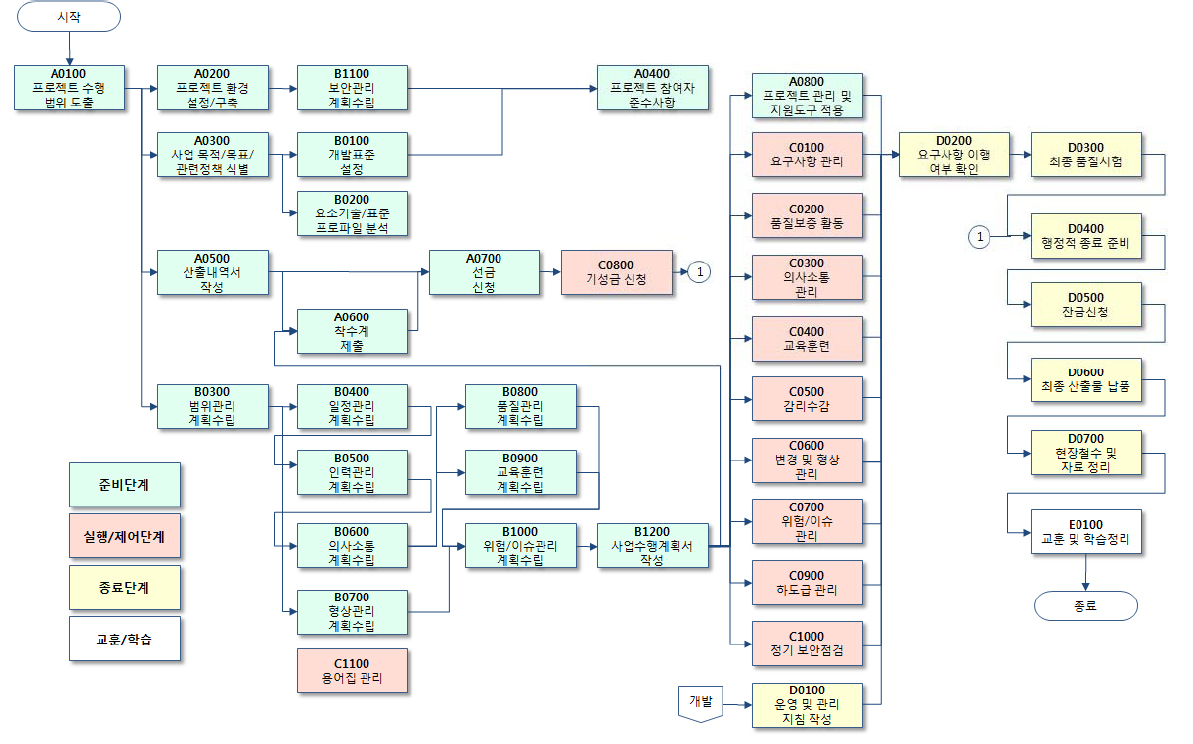 시작
A0100
프로젝트 수행
범위 도출
A0200
프로젝트 환경
설정/구축
B1100
보안관리
계획수립
A0400
프로젝트 참여자
준수사항
A0300
사업 목적/목표/
관련정책 식별
B0100
개발표준
설정
B0200
요소기술/표준
프로파일 분석
A0500
산출내역서
작성
A0700
선금
신청
C0800
기성금 신청
1
A0600
착수계
제출
B0300
범위관리
계획수립
B0400
일정관리
계획수립
B0800
품질관리
계획수립
B0500
인력관리
계획수립
B0900
교육훈련
계획수립
B0600
의사소통
계획수립
B1000
위험/이슈관리
계획수립
B1200
사업수행계획서
작성
B0700
형상관리
계획수립
C1100
용어집 관리
준비단계
실행/제어단계
종료단계
교훈/학습
A0800
프로젝트 관리 및
지원도구 적용
C0100
요구사항 관리
C0200
품질보증 활동
C0300
의사소통
관리
C0400
교육훈련
C0500
감리수감
C0600
변경 및 형상
관리
C0700
위험/이슈
관리
C0900
하도급 관리
C1000
정기 보안점검
개발
D0100
운영 및 관리
지침 작성
D0200
요구사항 이행
여부 확인
D0300
최종 품질시험
1
D0400
행정적 종료 준비
D0500
잔금신청
D0600
최종 산출물 납품
D0700
현장철수 및
자료 정리
E0100
교훈 및 학습정리
종료